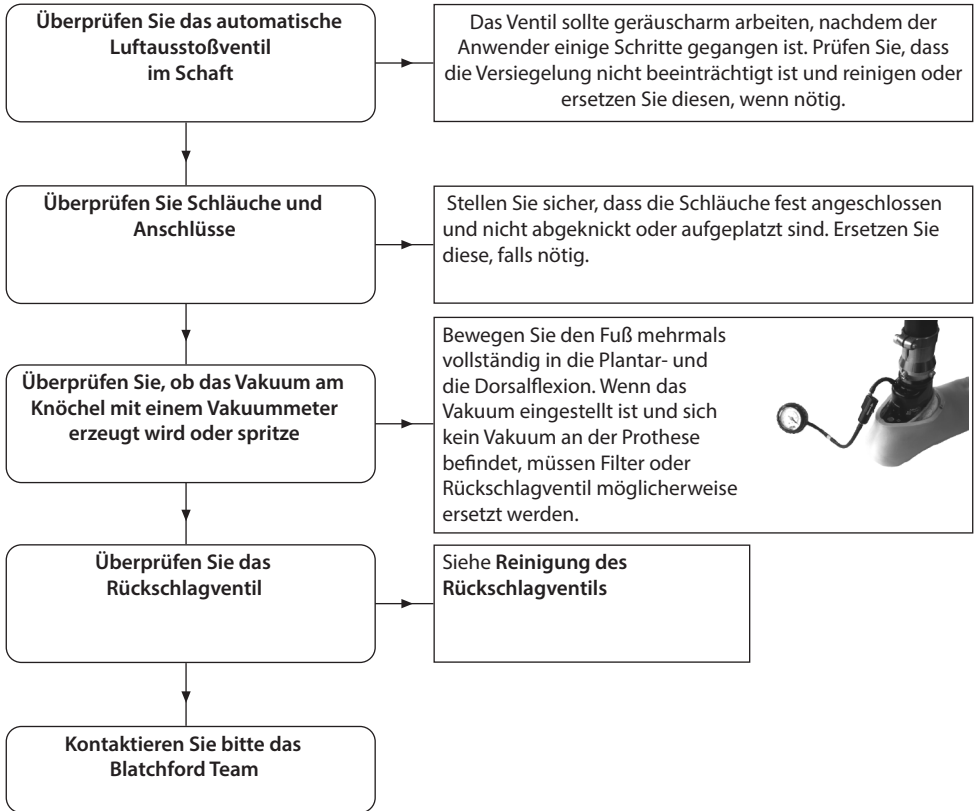 Überprüfen Sie das automatische
Luftausstoßventil
im Schaft
Das Ventil sollte geräuscharm arbeiten, nachdem der
Anwender einige Schritte gegangen ist. Prüfen Sie, dass
die Versiegelung nicht beeinträchtigt ist und reinigen oder
ersetzen Sie diesen, wenn nötig.
Überprüfen Sie Schläuche und
Anschlüsse
Stellen Sie sicher, dass die Schläuche fest angeschlossen
und nicht abgeknickt oder aufgeplatzt sind. Ersetzen Sie
diese, falls nötig.
Überprüfen Sie, ob das Vakuum am
Knöchel mit einem Vakuummeter
erzeugt wird oder spritze
Bewegen Sie den Fuß mehrmals
vollständig in die Plantar- und
die Dorsalflexion. Wenn das
Vakuum eingestellt ist und sich
kein Vakuum an der Prothese
befindet, müssen Filter oder
Rückschlagventil möglicherweise
ersetzt werden.
Überprüfen Sie das
Rückschlagventil
Siehe Reinigung des
Rückschlagventils
Kontaktieren Sie bitte das
Blatchford Team